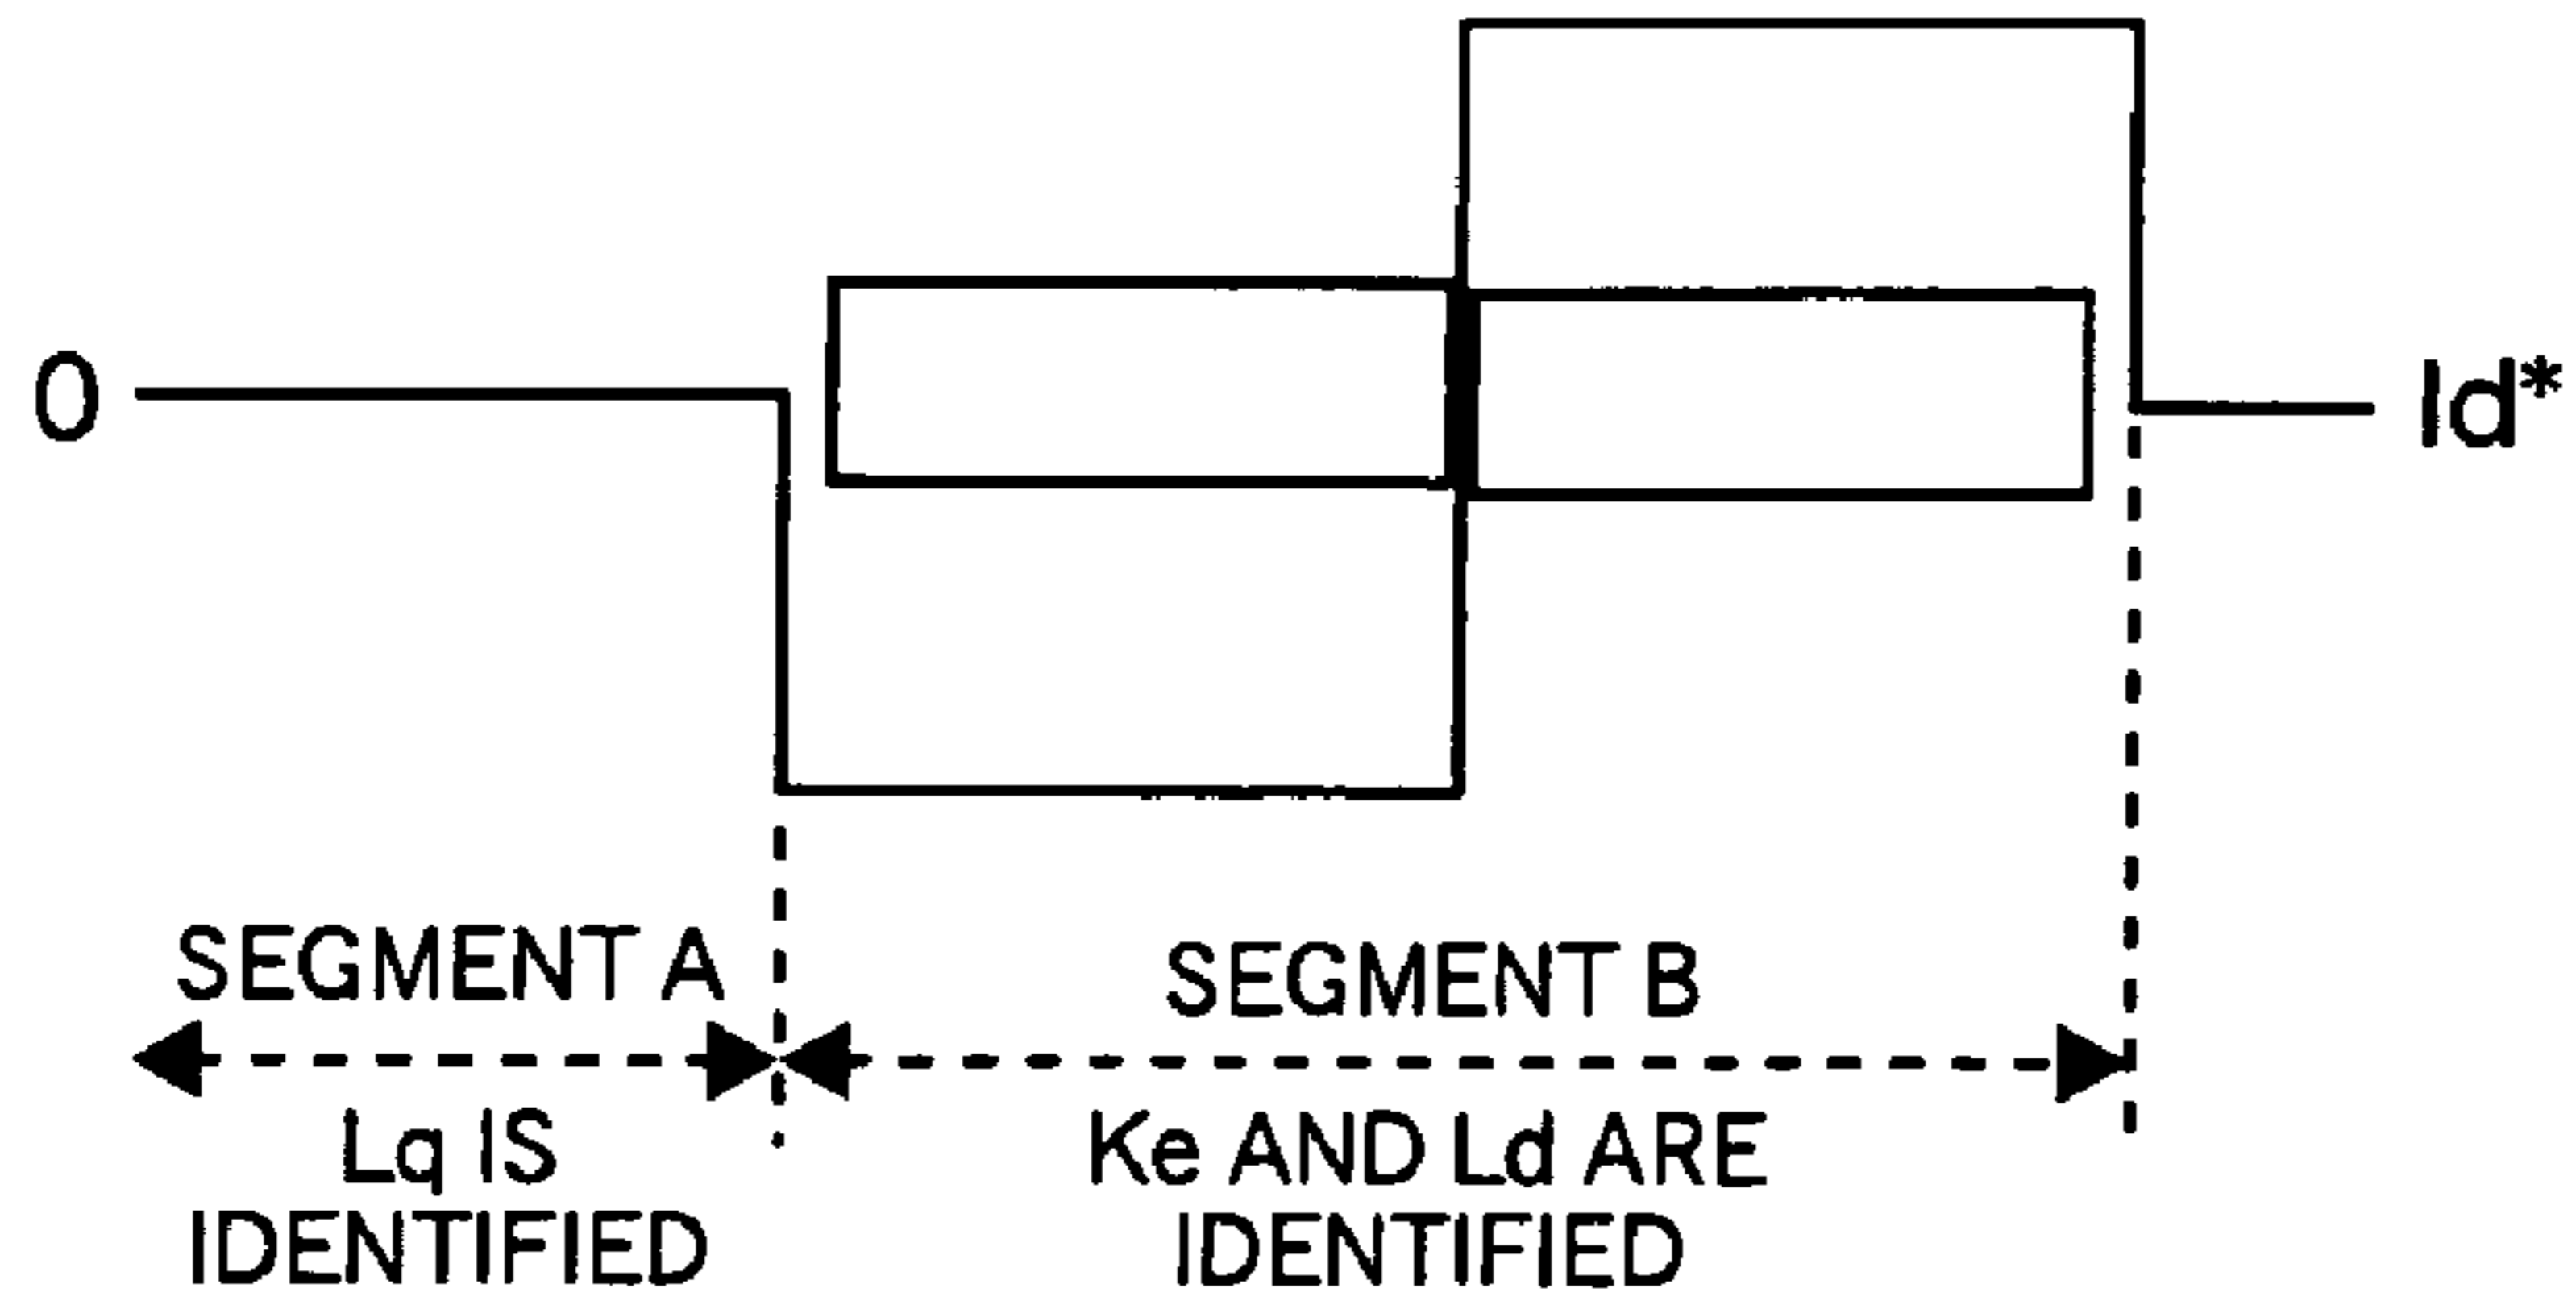 0
Id*
SEGMENT A
SEGMENT B
Lq IS
IDENTIFIED
Ke AND Ld ARE
IDENTIFIED